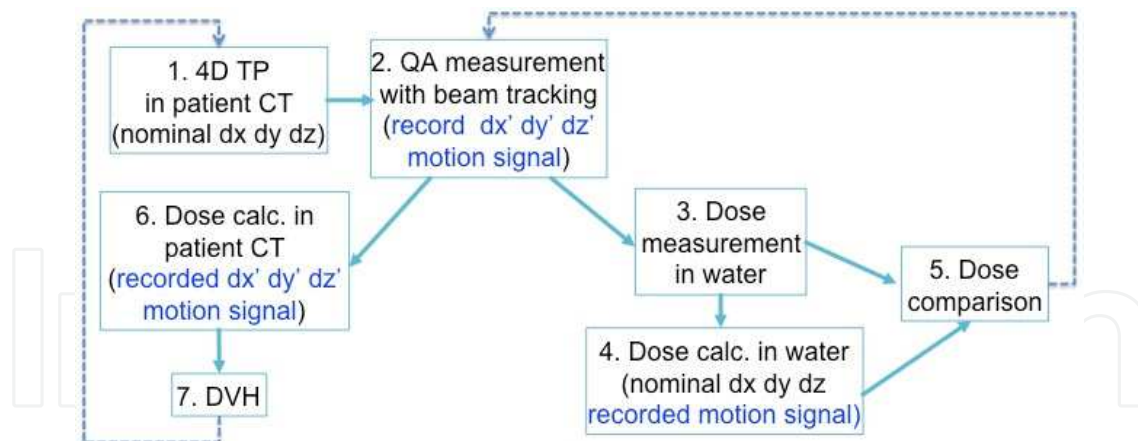 1. 4D TP
in patient CT
(nominal dx dy dz)
2. QA measurement
with beam tracking
(record dx’ dy’ dz’
motion signal)
3. Dose
measurement
in water
4. Dose calc. in water
(nominal dx dy dz
recorded motion signal)
5. Dose
comparison
6. Dose calc. in
patient CT
(recorded dx’ dy’ dz’
motion signal)
7. DVH